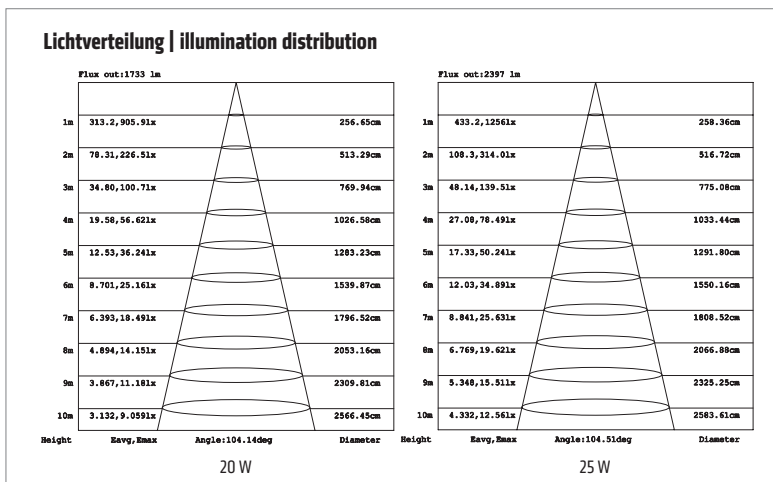 Lichtverteilung | illumination distribution
Flux out:1733 lm
1m 313.2,905.9lx 256.65cm
2m 78.31,226.5lx 513.29cm
3m 34.80,100.7lx 769.94cm
4m 19.58,56.62lx 1026.58cm
5m 12.53,36.24lx 1283.23cm
6m 8.701,25.16lx 1539.87cm
7m 6.393,18.49lx 1796.52cm
8m 4.894,14.15lx 2053.16cm
9m 3.867,11.18lx 2309.81cm
10m 3.132,9.059lx 2566.45cm
Height Eavg,Emax Angle:104.14deg Diameter
20 W
Flux out:2397 lm
1m 433.2,1256lx 258.36cm
2m 108.3,314.0lx 516.72cm
3m 48.14,139.5lx 775.08cm
4m 27.08,78.49lx 1033.44cm
5m 17.33,50.24lx 1291.80cm
6m 12.03,34.89lx 1550.16cm
7m 8.841,25.63lx 1808.52cm
8m 6.769,19.62lx 2066.88cm
9m 5.348,15.51lx 2325.25cm
10m 4.332,12.56lx 2583.61cm
Height Eavg,Emax Angle:104.51deg Diameter
25 W